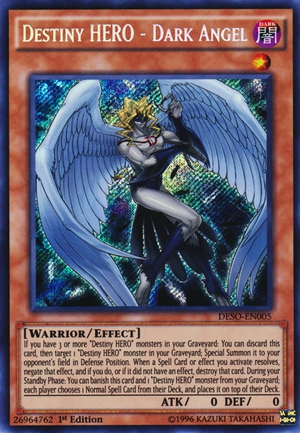 Destiny HERO - Dark Angel
DARK
闇
DESO-EN005
[Warrior/Effect]
If you have 3 or more "Destiny HERO" monsters in your Graveyard: You can discard
this card, then target 1 "Destiny HERO" monster in your Graveyard; Special Summon it to your
opponent's field in Defense Position. When a Spell Card or effect you activate resolves,
negate that effect, and if you do, or if it did not have an effect, destroy that card. During your
Standby Phase: You can banish this card and 1 "Destiny HERO" monster from your Graveyard;
each player chooses 1 Normal Spell Card from their Deck, and places it on top of their Deck.
ATK/ 0 DEF/ 0
26964762 1st Edition ©1996 KAZUKI TAKAHASHI